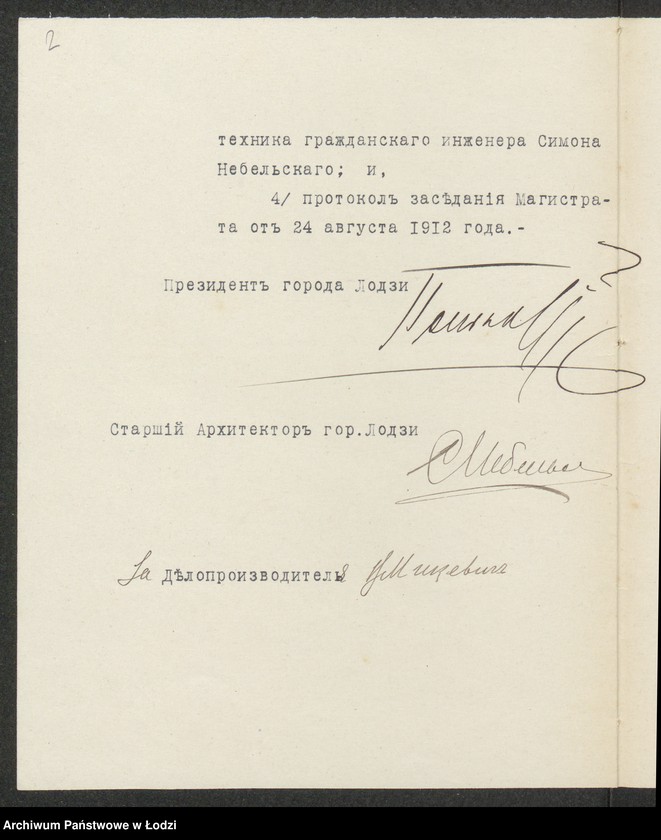 2
техника гражданскаго инженера Симона
Небельскаго; и,
4/ протоколъ засѣданія Магистра-
та отъ 24 августа 1912 года.-
Президентъ города Лодзи
Старшій Архитекторъ гор.Лодзи
За Дѣлопроизводителя
Archiwum Państwowe w Łodzi